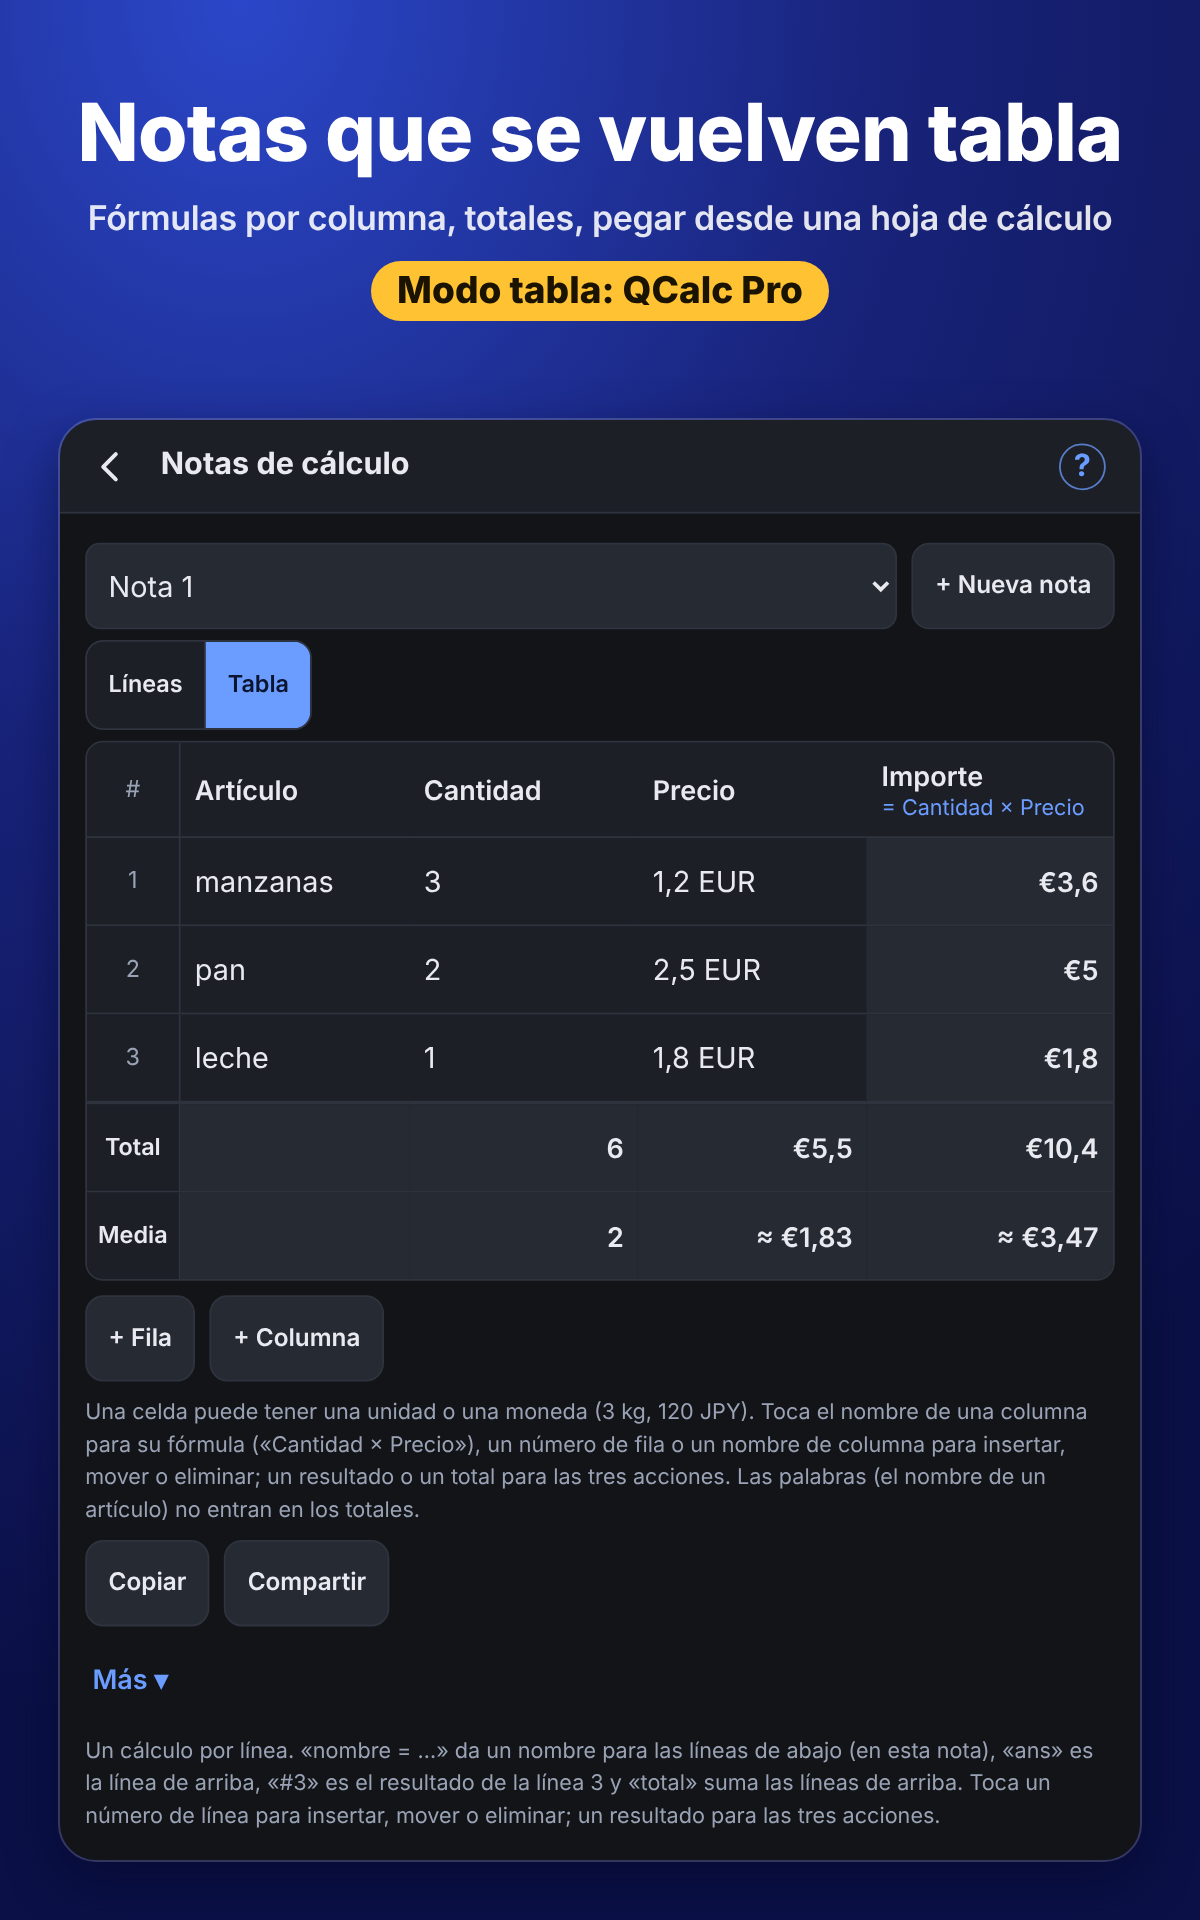 Notas que se vuelven tabla
Fórmulas por columna, totales, pegar desde una hoja de cálculo
Modo tabla: QCalc Pro
Notas de cálculo
?
Nota 1
+ Nueva nota
Líneas Tabla
# Artículo Cantidad Precio Importe
= Cantidad × Precio
1 manzanas 3 1,2 EUR €3,6
2 pan 2 2,5 EUR €5
3 leche 1 1,8 EUR €1,8
Total 6 €5,5 €10,4
Media 2 ≈ €1,83 ≈ €3,47
+ Fila + Columna
Una celda puede tener una unidad o una moneda (3 kg, 120 JPY). Toca el nombre de una columna
para su fórmula («Cantidad × Precio»), un número de fila o un nombre de columna para insertar,
mover o eliminar; un resultado o un total para las tres acciones. Las palabras (el nombre de un
artículo) no entran en los totales.
Copiar Compartir
Más ▾
Un cálculo por línea. «nombre = ...» da un nombre para las líneas de abajo (en esta nota), «ans» es
la línea de arriba, «#3» es el resultado de la línea 3 y «total» suma las líneas de arriba. Toca un
número de línea para insertar, mover o eliminar; un resultado para las tres acciones.